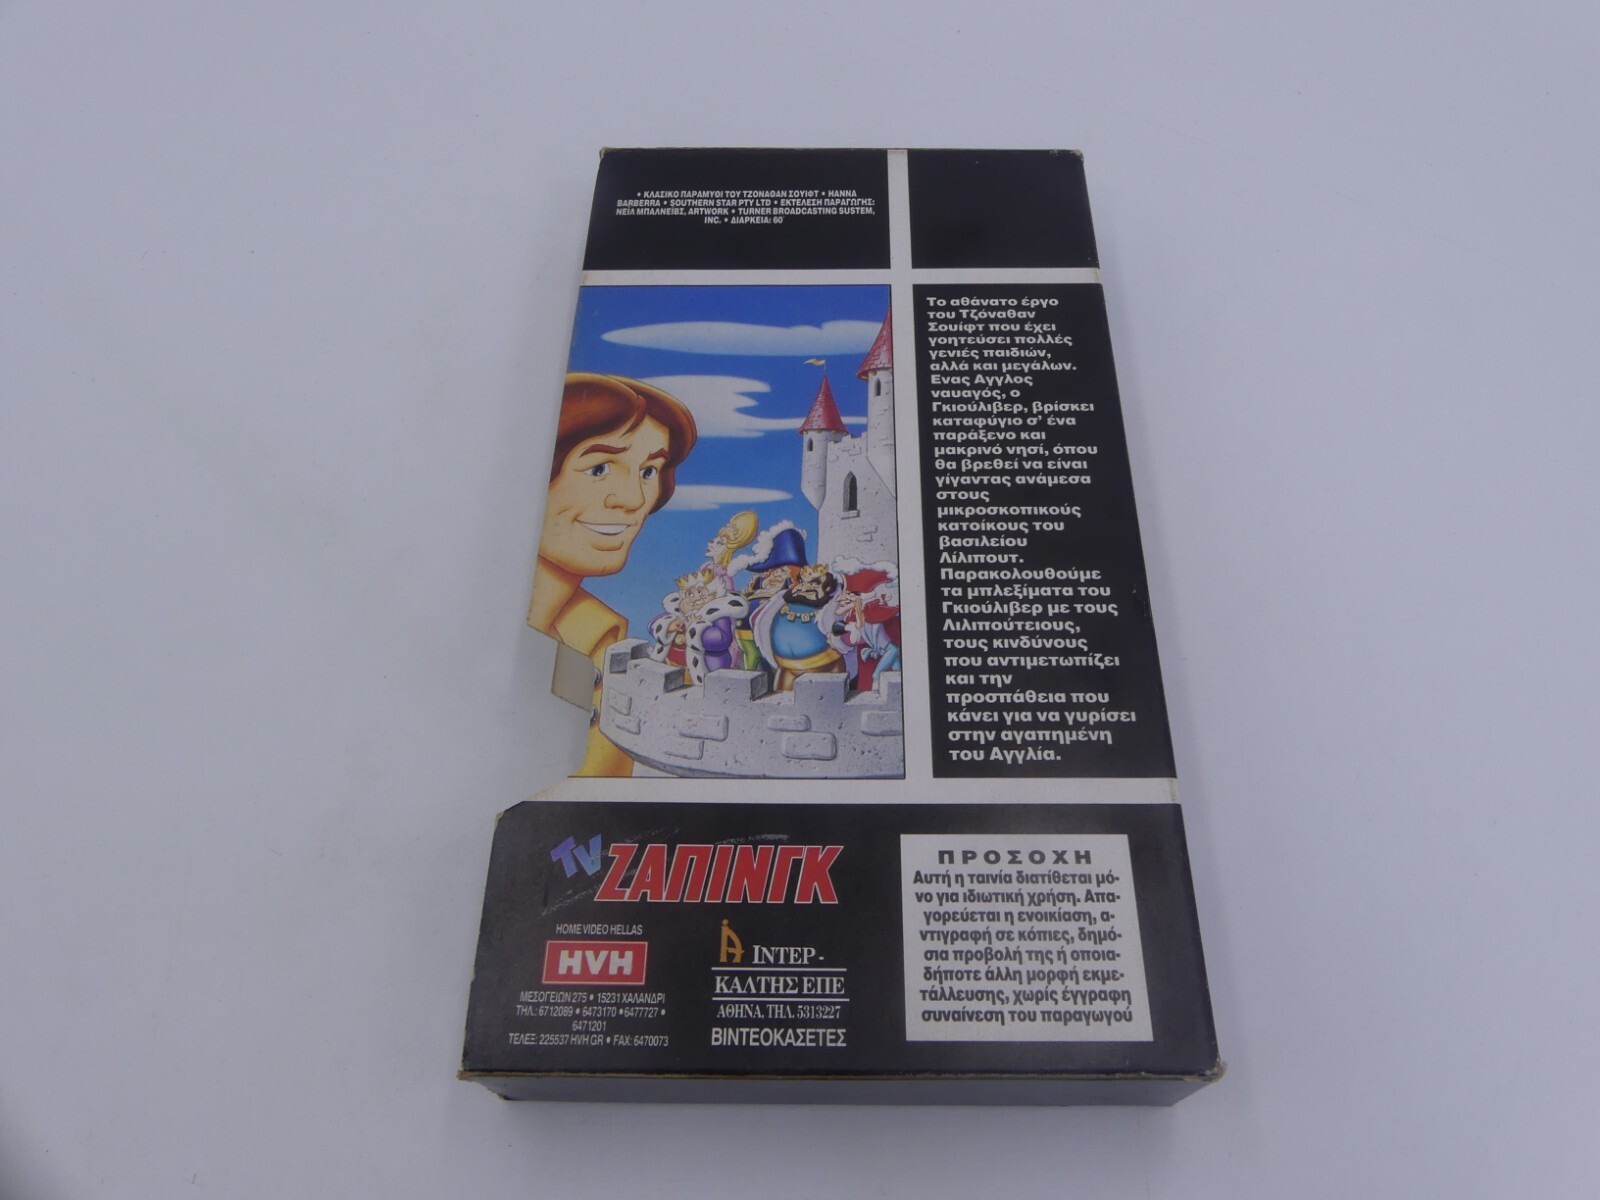 • ΚΛΑΣΙΚΟ ΠΑΡΑΜΥΘΙ ΤΟΥ ΤΖΟΝΑΘΑΝ ΣΟΥΙΦΤ • HANNA
BARBERRA • SOUTHERN STAR PTY LTD • ΕΚΤΕΛΕΣΗ ΠΑΡΑΓΩΓΗΣ:
ΝΕΪΛ ΜΠΑΛΝΕΪΒΣ, ARTWORK • TURNER BROADCASTING SUSTEM,
INC. • ΔΙΑΡΚΕΙΑ: 60'
Το αθάνατο έργο
του Τζόναθαν
Σουίφτ που έχει
γοητεύσει πολλές
γενιές παιδιών,
αλλά και μεγάλων.
Ενας Αγγλος
ναυαγός, ο
Γκιούλιβερ, βρίσκει
καταφύγιο σ' ένα
παράξενο και
μακρινό νησί, όπου
θα βρεθεί να είναι
γίγαντας ανάμεσα
στους
μικροσκοπικούς
κατοίκους του
βασιλείου
Λίλιπουτ.
Παρακολουθούμε
τα μπλεξίματα του
Γκιούλιβερ με τους
Λιλιπούτειους,
τους κινδύνους
που αντιμετωπίζει
και την
προσπάθεια που
κάνει για να γυρίσει
στην αγαπημένη
του Αγγλία.
TV ΖΑΠΙΝΓΚ
HOME VIDEO HELLAS
HVH
ΜΕΣΟΓΕΙΩΝ 275 • 15231 ΧΑΛΑΝΔΡΙ
ΤΗΛ.: 6712089 • 6473170 • 6477727 •
6471201
ΤΕΛΕΞ: 225537 HVH GR • FAX: 6470073
ΙΝΤΕΡ -
ΚΑΛΤΗΣ ΕΠΕ
ΑΘΗΝΑ, ΤΗΛ. 5313227
ΒΙΝΤΕΟΚΑΣΕΤΕΣ
ΠΡΟΣΟΧΗ
Αυτή η ταινία διατίθεται μό-
νο για ιδιωτική χρήση. Απα-
γορεύεται η ενοικίαση, α-
ντιγραφή σε κόπιες, δημό-
σια προβολή της ή οποια-
δήποτε άλλη μορφή εκμε-
τάλλευσης, χωρίς έγγραφη
συναίνεση του παραγωγού